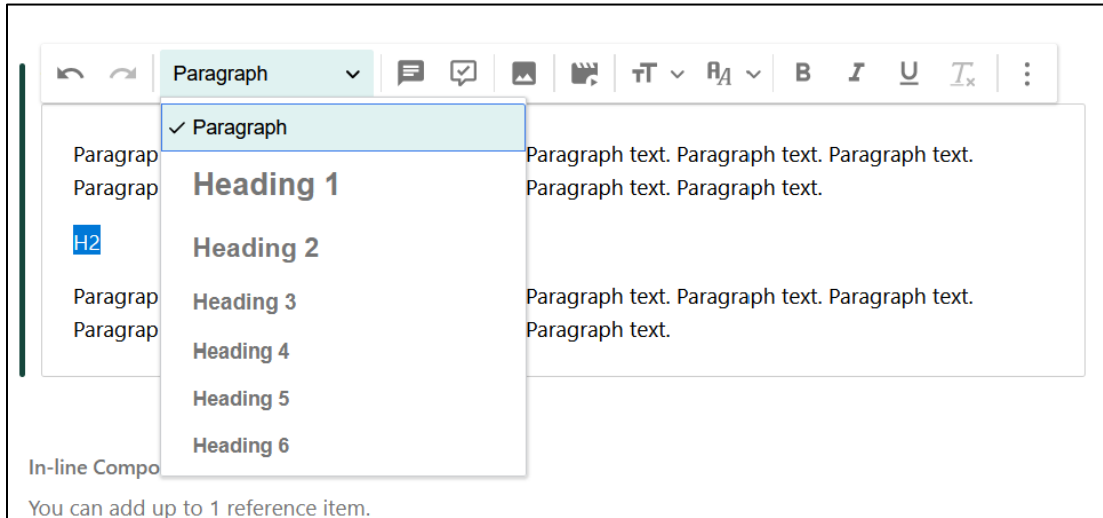 Paragraph
Paragraph
Paragrap Paragraph text. Paragraph text. Paragraph text.
Paragrap Paragraph text. Paragraph text.
Heading 1
H2
Heading 2
Paragrap Paragraph text. Paragraph text. Paragraph text.
Heading 3
Paragrap Paragraph text.
Heading 4
Heading 5
Heading 6
In-line Compo
You can add up to 1 reference item.